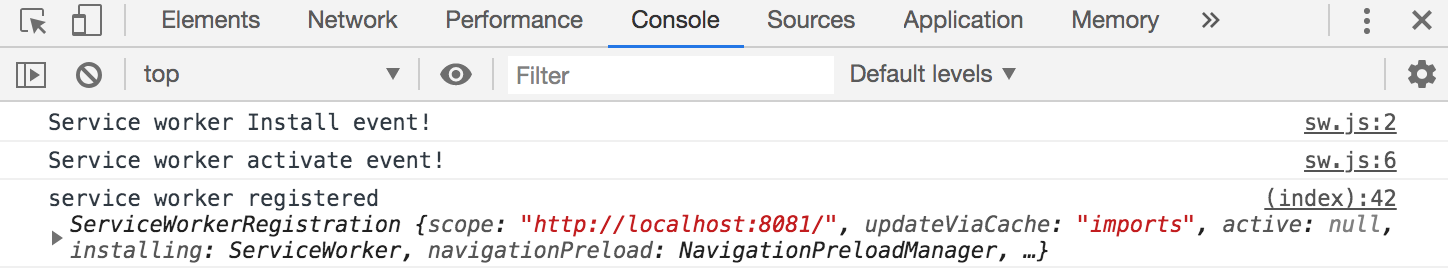 Elements Network Performance Console Sources Application Memory »
top ▼ Filter Default levels ▼
Service worker Install event! sw.js:2
Service worker activate event! sw.js:6
service worker registered (index):42
▶ ServiceWorkerRegistration {scope: "http://localhost:8081/", updateViaCache: "imports", active: null,
installing: ServiceWorker, navigationPreload: NavigationPreloadManager, …}